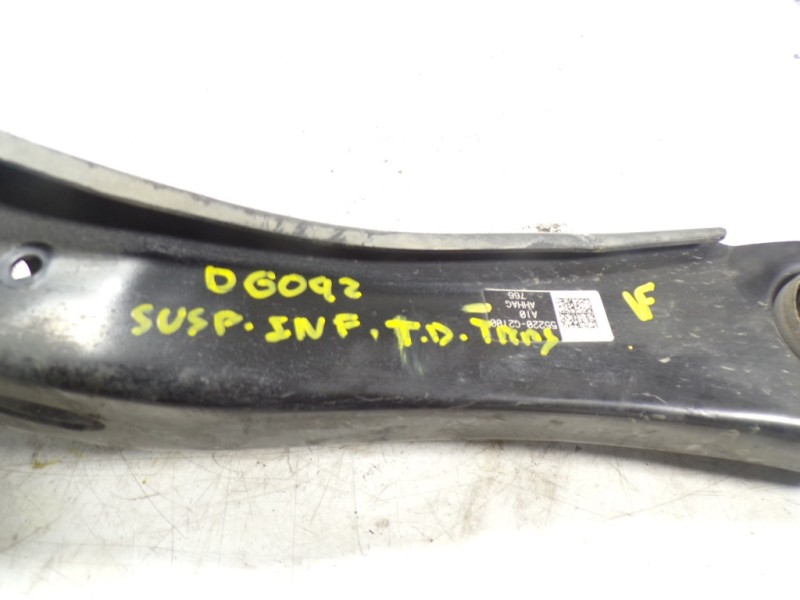 DG092
SUSP. INF. T.D. TRAS
VF
55220-G2100
A10
AHHAG
766